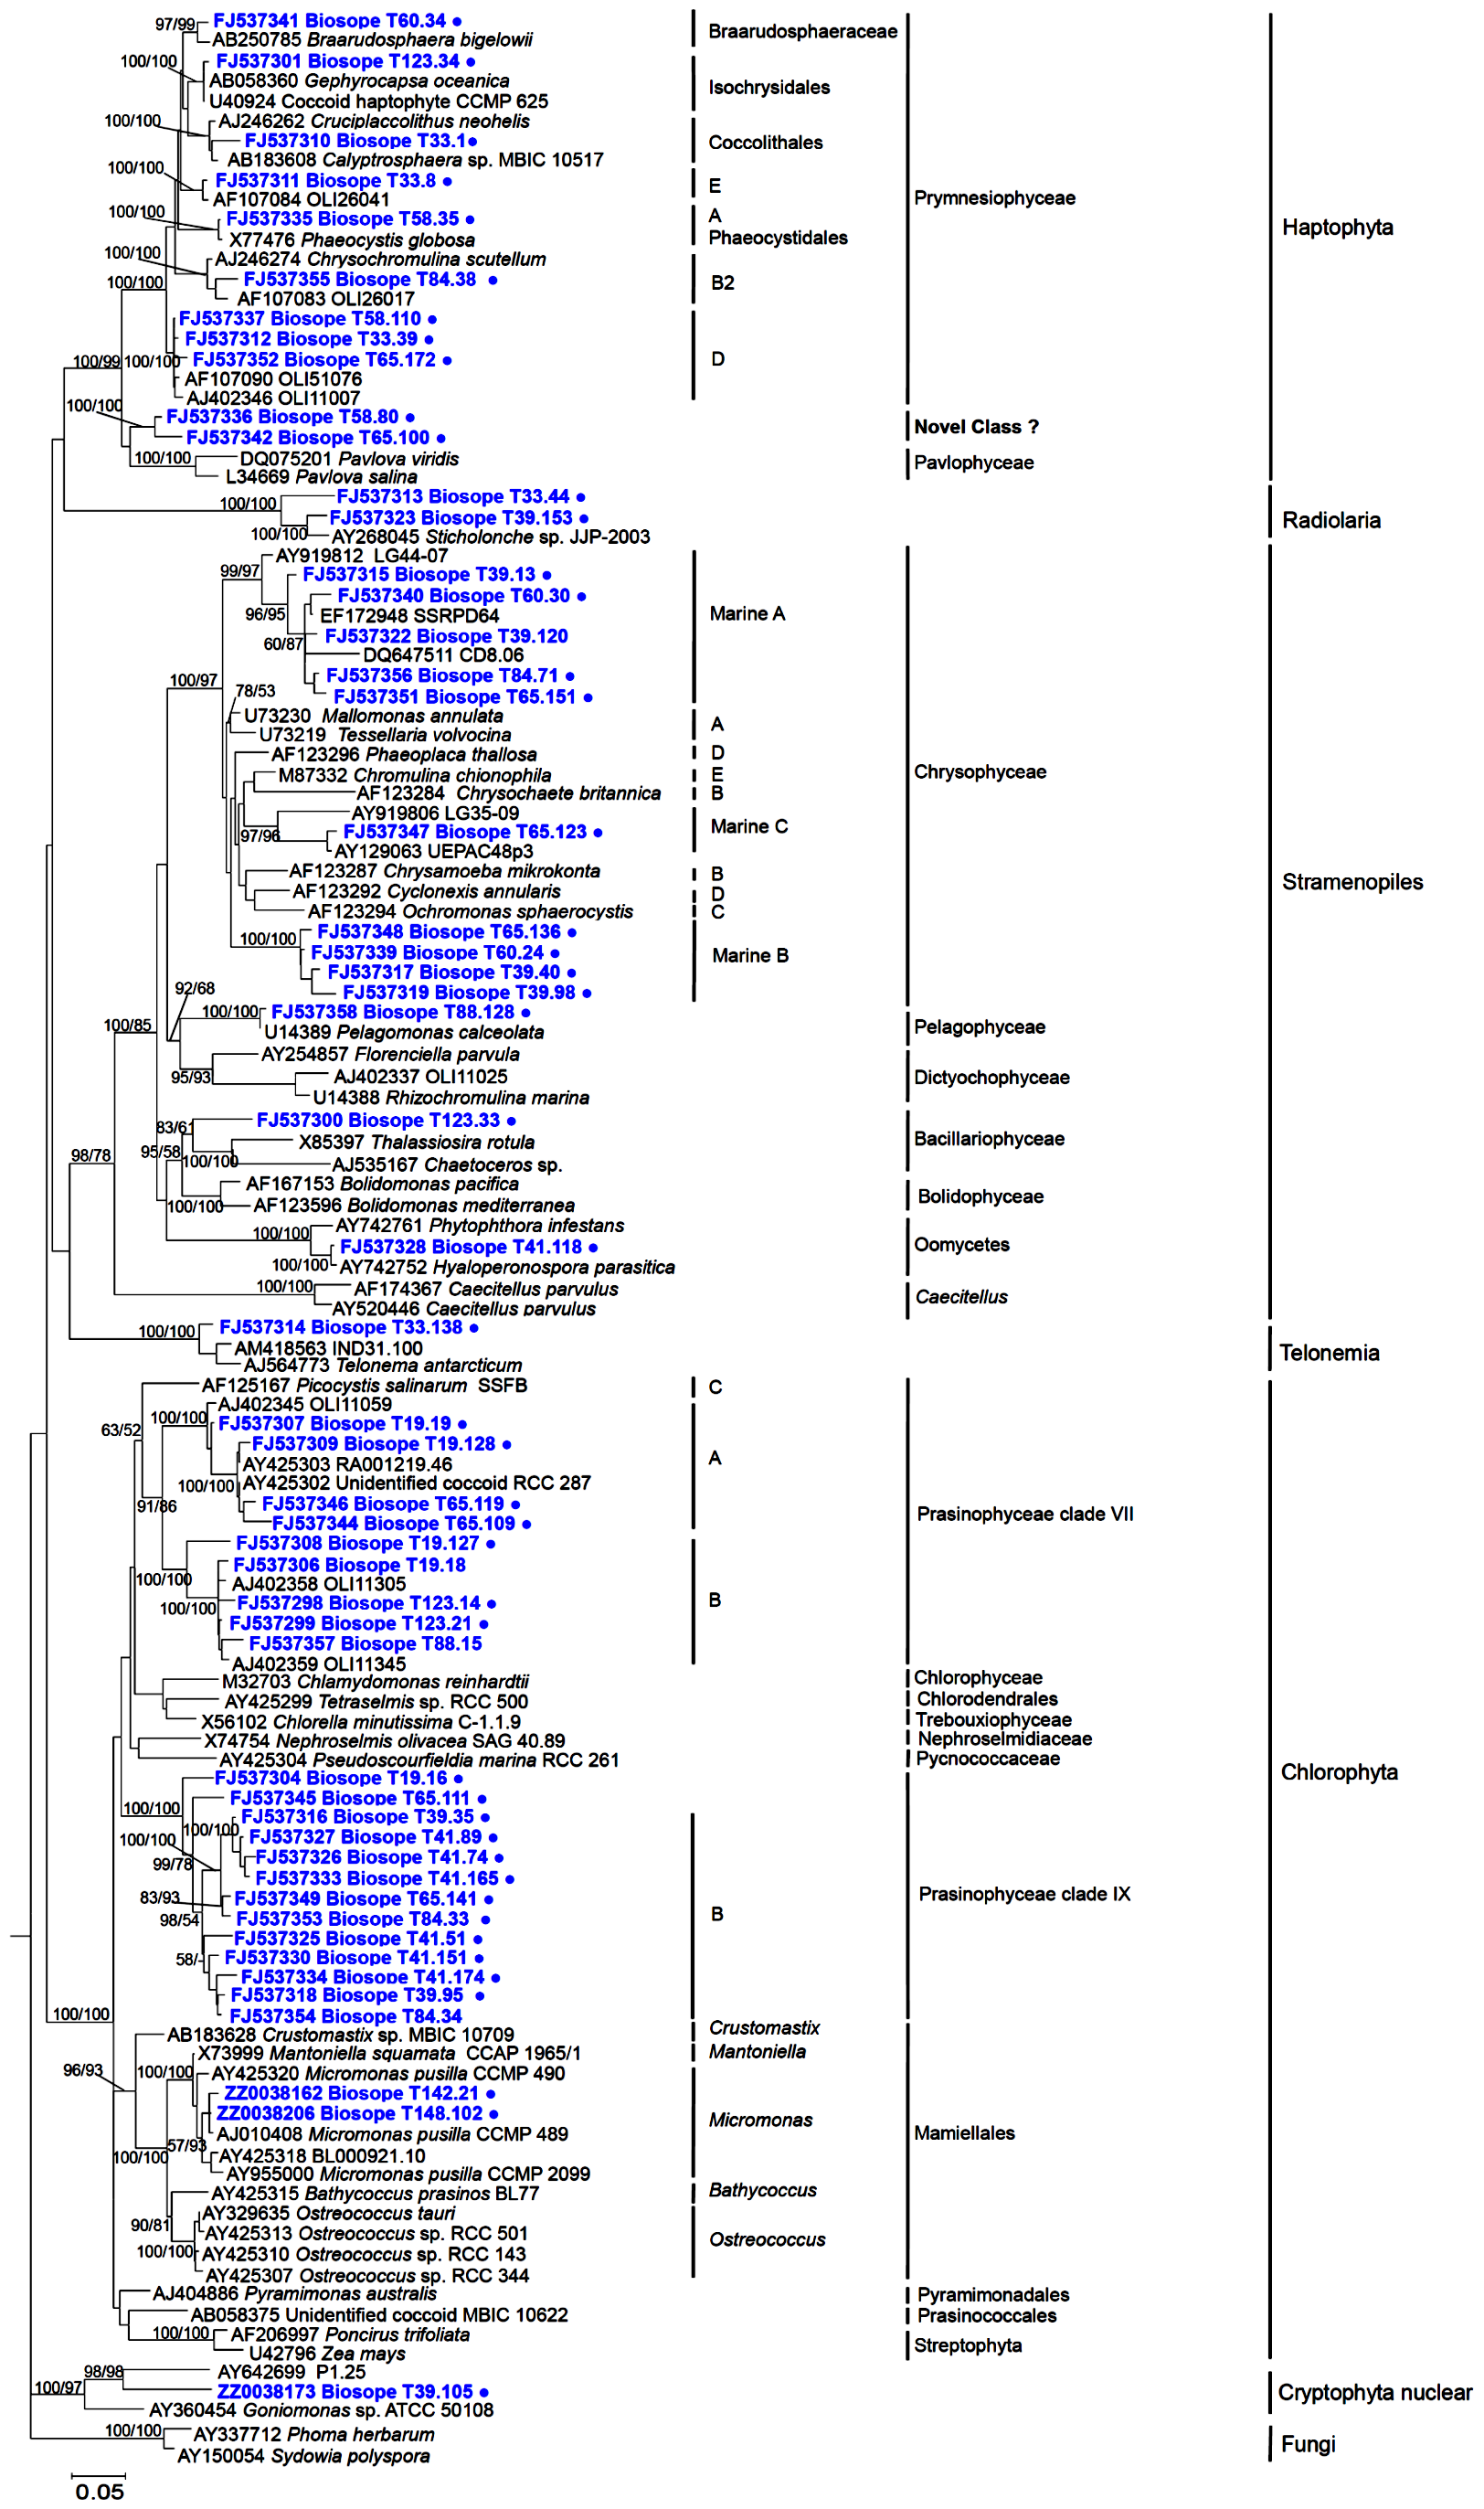 97/99
FJ537341 Biosope T60.34
Braarudosphaeraceae
AB250785 Braarudosphaera bigelowii
100/100
FJ537301 Biosope T123.34
AB058360 Gephyrocapsa oceanica
Isochrysidales
U40924 Coccoid haptophyte CCMP 625
100/100
AJ246262 Cruciplaccolithus neohelis
FJ537310 Biosope T33.1
Coccolithales
AB183608 Calyptrosphaera sp. MBIC 10517
100/100
FJ537311 Biosope T33.8
E
AF107084 OLI26041
Prymnesiophyceae
100/100
FJ537335 Biosope T58.35
A
X77476 Phaeocystis globosa
Phaeocystidales
Haptophyta
100/100
AJ246274 Chrysochromulina scutellum
100/100
FJ537355 Biosope T84.38
B2
AF107083 OLI26017
FJ537337 Biosope T58.110
FJ537312 Biosope T33.39
100/99
100/100
FJ537352 Biosope T65.172
D
AF107090 OLI51076
AJ402346 OLI11007
100/100
FJ537336 Biosope T58.80
Novel Class ?
FJ537342 Biosope T65.100
100/100
DQ075201 Pavlova viridis
Pavlophyceae
L34669 Pavlova salina
100/100
FJ537313 Biosope T33.44
FJ537323 Biosope T39.153
Radiolaria
100/100
AY268045 Sticholonche sp. JJP-2003
AY919812 LG44-07
99/97
FJ537315 Biosope T39.13
FJ537340 Biosope T60.30
96/95
EF172948 SSRPD64
Marine A
60/87
FJ537322 Biosope T39.120
DQ647511 CD8.06
100/97
FJ537356 Biosope T84.71
78/53
FJ537351 Biosope T65.151
U73230 Mallomonas annulata
A
U73219 Tessellaria volvocina
AF123296 Phaeoplaca thallosa
D
M87332 Chromulina chionophila
E
Chrysophyceae
AF123284 Chrysochaete britannica
B
AY919806 LG35-09
97/96
FJ537347 Biosope T65.123
Marine C
AY129063 UEPAC48p3
AF123287 Chrysamoeba mikrokonta
B
Stramenopiles
AF123292 Cyclonexis annularis
D
AF123294 Ochromonas sphaerocystis
C
100/100
FJ537348 Biosope T65.136
FJ537339 Biosope T60.24
Marine B
FJ537317 Biosope T39.40
92/68
FJ537319 Biosope T39.98
100/100
FJ537358 Biosope T88.128
100/85
U14389 Pelagomonas calceolata
Pelagophyceae
AY254857 Florenciella parvula
95/93
AJ402337 OLI11025
Dictyochophyceae
U14388 Rhizochromulina marina
83/61
FJ537300 Biosope T123.33
X85397 Thalassiosira rotula
Bacillariophyceae
98/78
95/58
100/100
AJ535167 Chaetoceros sp.
AF167153 Bolidomonas pacifica
100/100
AF123596 Bolidomonas mediterranea
Bolidophyceae
100/100
AY742761 Phytophthora infestans
FJ537328 Biosope T41.118
Oomycetes
100/100
AY742752 Hyaloperonospora parasitica
100/100
AF174367 Caecitellus parvulus
Caecitellus
AY520446 Caecitellus parvulus
100/100
FJ537314 Biosope T33.138
AM418563 IND31.100
Telonemia
AJ564773 Telonema antarcticum
AF125167 Picocystis salinarum SSFB
C
AJ402345 OLI11059
63/52
100/100
FJ537307 Biosope T19.19
FJ537309 Biosope T19.128
AY425303 RA001219.46
A
100/100
AY425302 Unidentified coccoid RCC 287
91/86
FJ537346 Biosope T65.119
Prasinophyceae clade VII
FJ537344 Biosope T65.109
FJ537308 Biosope T19.127
FJ537306 Biosope T19.18
100/100
AJ402358 OLI11305
B
100/100
FJ537298 Biosope T123.14
FJ537299 Biosope T123.21
FJ537357 Biosope T88.15
AJ402359 OLI11345
M32703 Chlamydomonas reinhardtii
Chlorophyceae
AY425299 Tetraselmis sp. RCC 500
Chlorodendrales
X56102 Chlorella minutissima C-1.1.9
Trebouxiophyceae
X74754 Nephroselmis olivacea SAG 40.89
Nephroselmidiaceae
AY425304 Pseudoscourfieldia marina RCC 261
Pycnococcaceae
Chlorophyta
FJ537304 Biosope T19.16
FJ537345 Biosope T65.111
100/100
FJ537316 Biosope T39.35
100/100
100/100
FJ537327 Biosope T41.89
FJ537326 Biosope T41.74
99/78
FJ537333 Biosope T41.165
83/93
FJ537349 Biosope T65.141
Prasinophyceae clade IX
98/54
FJ537353 Biosope T84.33
B
FJ537325 Biosope T41.51
58/-
FJ537330 Biosope T41.151
FJ537334 Biosope T41.174
FJ537318 Biosope T39.95
100/100
FJ537354 Biosope T84.34
AB183628 Crustomastix sp. MBIC 10709
Crustomastix
X73999 Mantoniella squamata CCAP 1965/1
Mantoniella
96/93
100/100
AY425320 Micromonas pusilla CCMP 490
ZZ0038162 Biosope T142.21
ZZ0038206 Biosope T148.102
Micromonas
AJ010408 Micromonas pusilla CCMP 489
Mamiellales
57/93
100/100
AY425318 BL000921.10
AY955000 Micromonas pusilla CCMP 2099
AY425315 Bathycoccus prasinos BL77
Bathycoccus
AY329635 Ostreococcus tauri
90/81
AY425313 Ostreococcus sp. RCC 501
Ostreococcus
100/100
AY425310 Ostreococcus sp. RCC 143
AY425307 Ostreococcus sp. RCC 344
AJ404886 Pyramimonas australis
Pyramimonadales
AB058375 Unidentified coccoid MBIC 10622
Prasinococcales
100/100
AF206997 Poncirus trifoliata
Streptophyta
U42796 Zea mays
98/98
AY642699 P1.25
100/97
ZZ0038173 Biosope T39.105
Cryptophyta nuclear
AY360454 Goniomonas sp. ATCC 50108
100/100
AY337712 Phoma herbarum
Fungi
AY150054 Sydowia polyspora
0.05